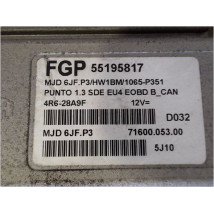 FGP 55195817
MJD 6JF.P3/HW1BM/1065-P351
PUNTO 1.3 SDE EU4 EOBD B_CAN
4R6-28A9F 12V=
D032
MJD 6JF.P3 71600.053.00
5J10